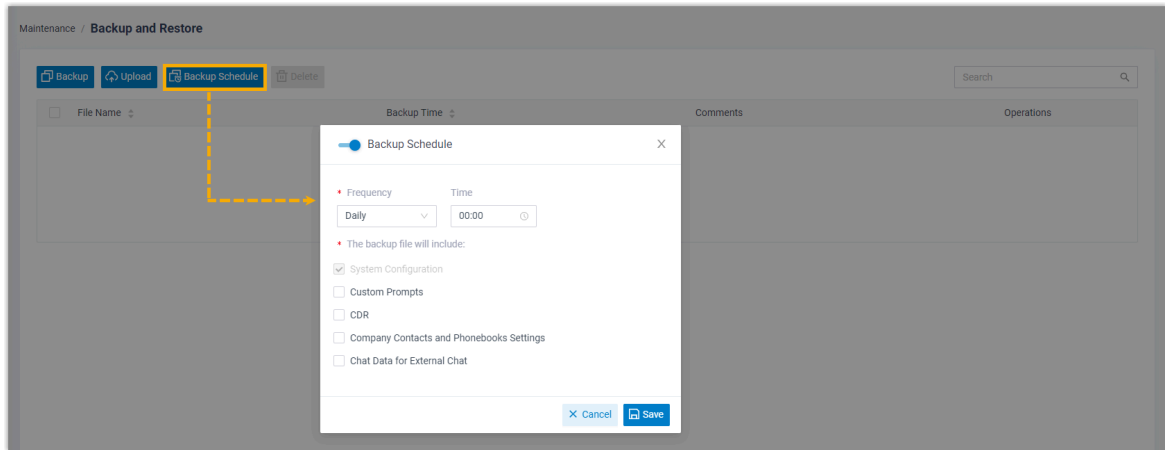 Maintenance / Backup and Restore
Backup Upload Backup Schedule Delete Search
File Name Backup Time Comments Operations
Backup Schedule
* Frequency Time
Daily 00:00
* The backup file will include:
System Configuration
Custom Prompts
CDR
Company Contacts and Phonebooks Settings
Chat Data for External Chat
Cancel Save